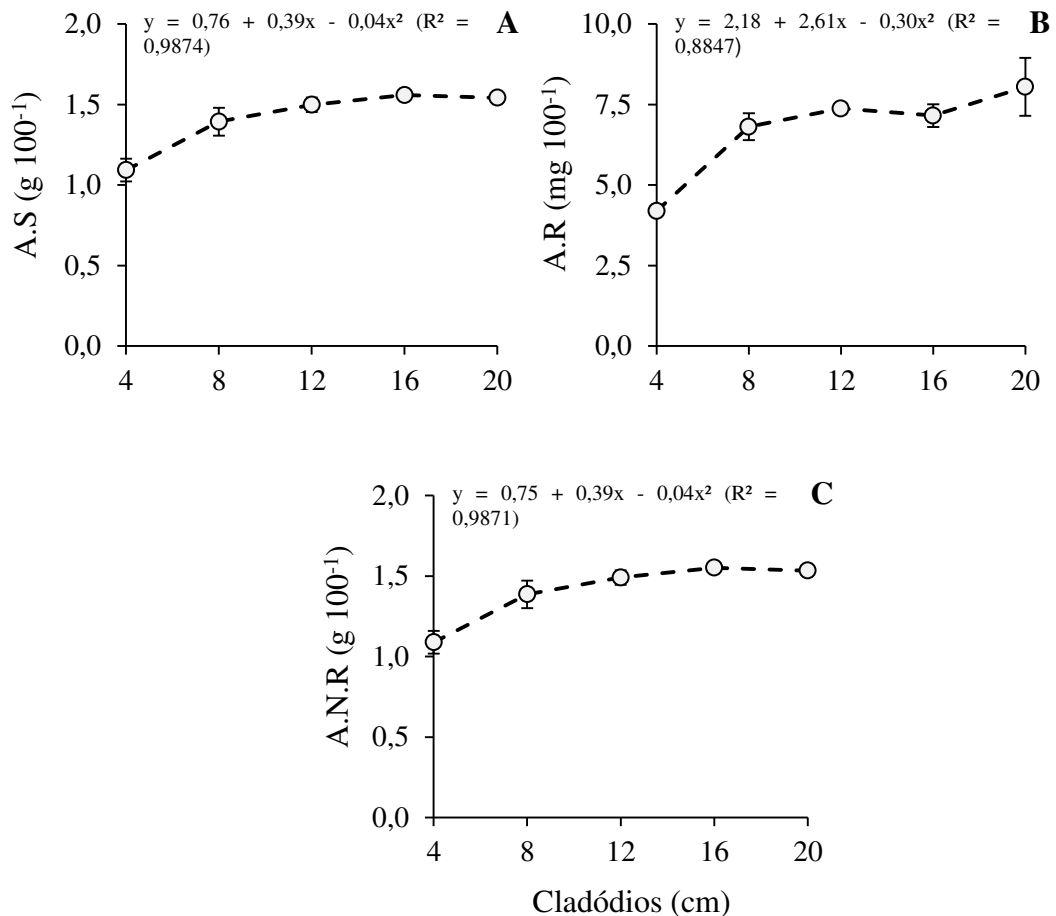 y = 0,76 + 0,39x - 0,04x² (R² =
0,9874)
A
2,0
1,5
1,0
0,5
0,0
A.S (g 100⁻¹)
4 8 12 16 20
y = 2,18 + 2,61x - 0,30x² (R² =
0,8847)
B
10,0
7,5
5,0
2,5
0,0
A.R (mg 100⁻¹)
4 8 12 16 20
y = 0,75 + 0,39x - 0,04x² (R² =
0,9871)
C
2,0
1,5
1,0
0,5
0,0
A.N.R (g 100⁻¹)
4 8 12 16 20
Cladódios (cm)